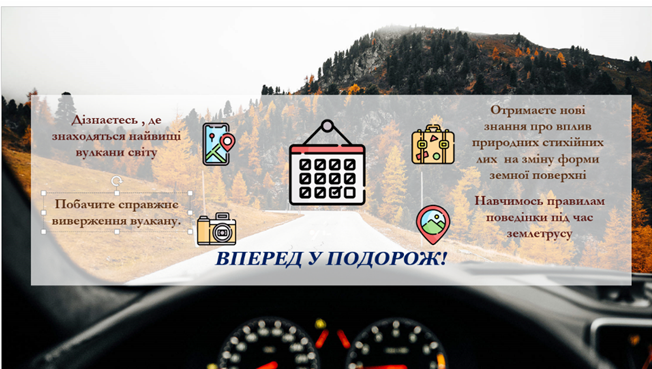 Дізнаєтесь , де
знаходяться найвищі
вулкани світу
Побачите справжнє
виверження вулкану.
Отримаєте нові
знання про вплив
природних стихійних
лих на зміну форми
земної поверхні
Навчимось правилам
поведінки під час
землетрусу
ВПЕРЕД У ПОДОРОЖ!